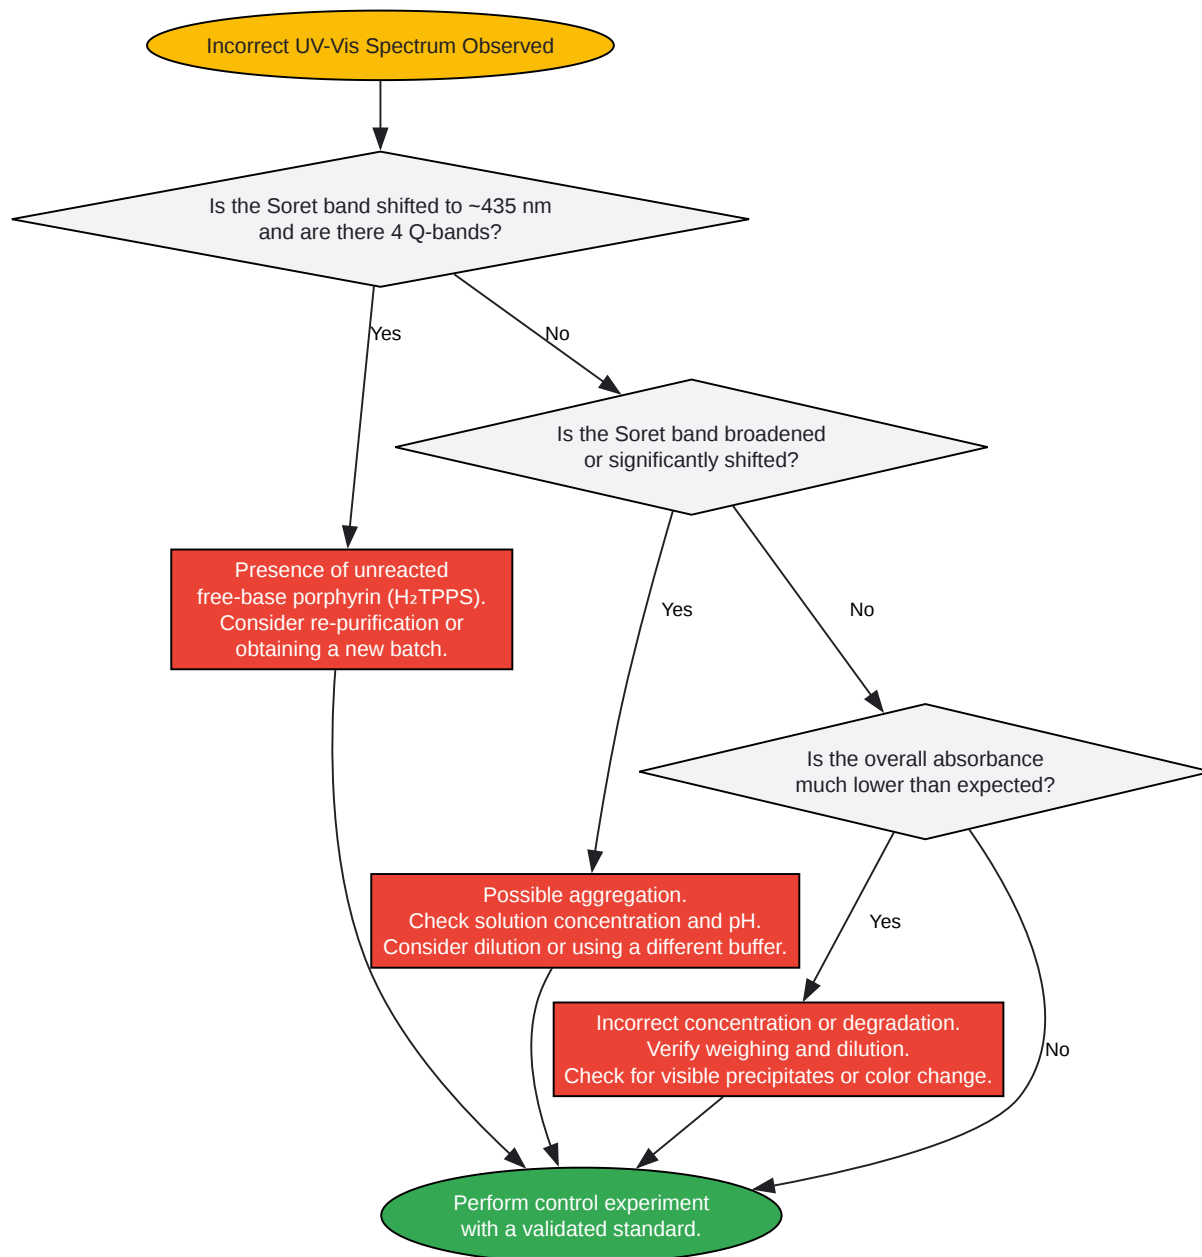 Incorrect UV-Vis Spectrum Observed
Is the Soret band shifted to ~435 nm
and are there 4 Q-bands?
Yes
No
Is the Soret band broadened
or significantly shifted?
Presence of unreacted
free-base porphyrin (H₂TPPS).
Consider re-purification or
obtaining a new batch.
Yes
No
Is the overall absorbance
much lower than expected?
Possible aggregation.
Check solution concentration and pH.
Consider dilution or using a different buffer.
Yes
Incorrect concentration or degradation.
Verify weighing and dilution.
Check for visible precipitates or color change.
No
Perform control experiment
with a validated standard.